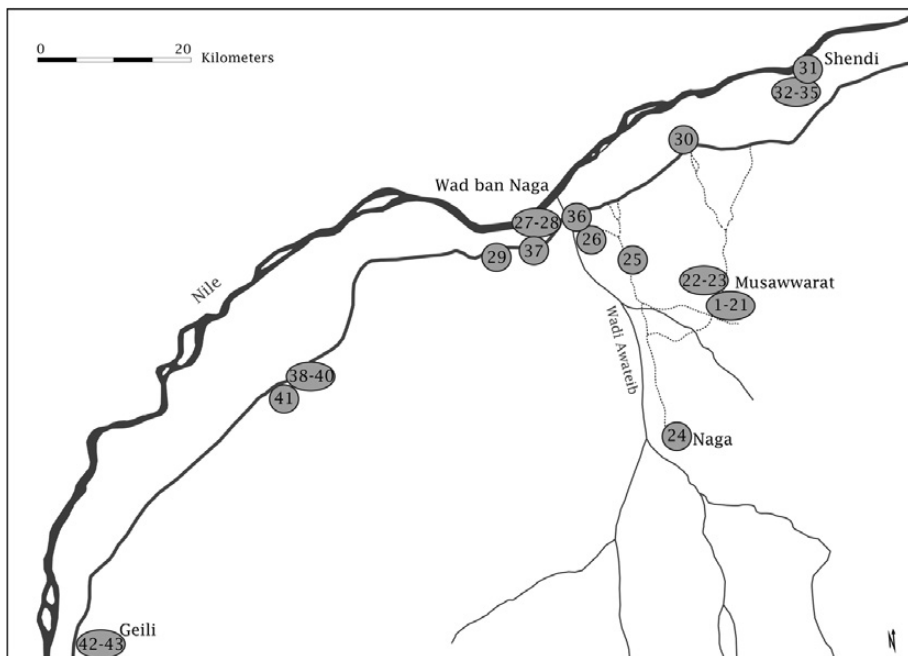 0 20
Kilometers
Shendi
31
32-35
30
Wad ban Naga
27-28
36
26
37
29
25
22-23
Musawwarat
1-21
Nile
Wadi Awateib
38-40
41
24
Naga
Geili
42-43
N